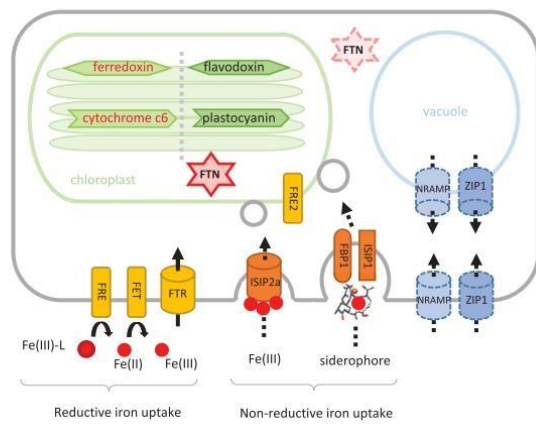 FTN
ferredoxin
flavodoxin
cytochrome c6
plastocyanin
vacuole
chloroplast
FTN
NRAMP
ZIP1
FRE2
FBP1
ISIP1
FRE
FET
FTR
ISIP2a
NRAMP
ZIP1
Fe(III)-L
Fe(II)
Fe(III)
Fe(III)
siderophore
Reductive iron uptake
Non-reductive iron uptake